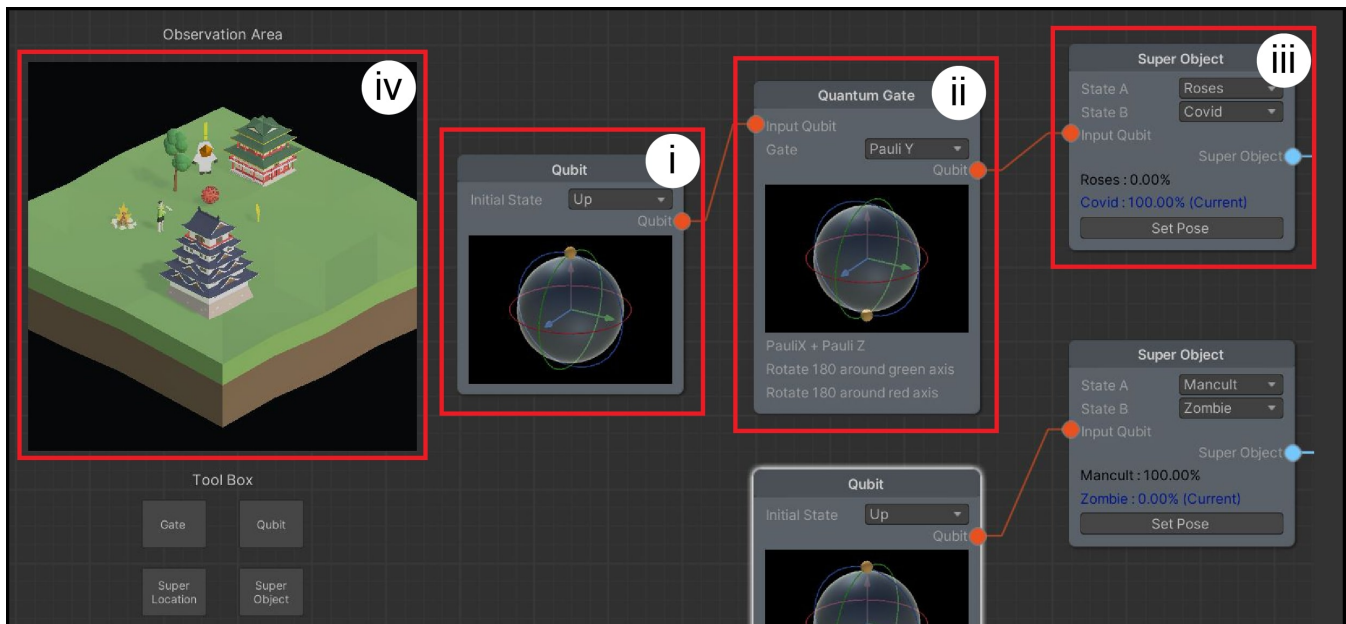 Observation Area
iv
Qubit
i
Initial State Up
Qubit
Quantum Gate
ii
Input Qubit
Gate Pauli Y
Qubit
PauliX + Pauli Z
Rotate 180 around green axis
Rotate 180 around red axis
Super Object
iii
State A Roses
State B Covid
Input Qubit
Super Object
Roses : 0.00%
Covid : 100.00% (Current)
Set Pose
Super Object
State A Mancult
State B Zombie
Input Qubit
Super Object
Mancult : 100.00%
Zombie : 0.00% (Current)
Set Pose
Qubit
Initial State Up
Qubit
Tool Box
Gate
Qubit
Super
Location
Super
Object